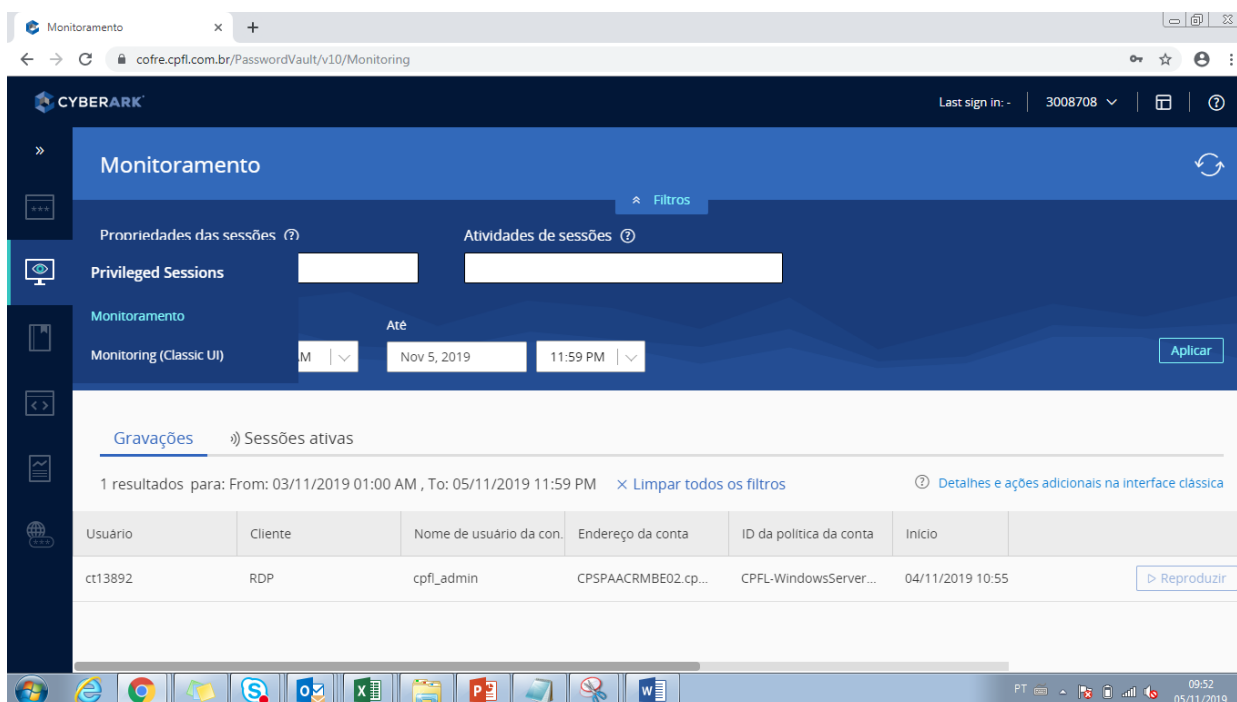 Monitoramento
cofre.cpfl.com.br/PasswordVault/v10/Monitoring
CYBERARK
Last sign in: -
3008708
Monitoramento
Filtros
Propriedades das sessões
Atividades de sessões
Privileged Sessions
Monitoramento
Até
Monitoring (Classic UI)
AM
Nov 5, 2019
11:59 PM
Aplicar
Gravações
Sessões ativas
1 resultados para: From: 03/11/2019 01:00 AM , To: 05/11/2019 11:59 PM × Limpar todos os filtros
Detalhes e ações adicionais na interface clássica
Usuário Cliente Nome de usuário da con. Endereço da conta ID da política da conta Início
ct13892 RDP cpfl_admin CPSPAACRMBE02.cp... CPFL-WindowsServer... 04/11/2019 10:55 Reproduzir
PT
09:52
05/11/2019